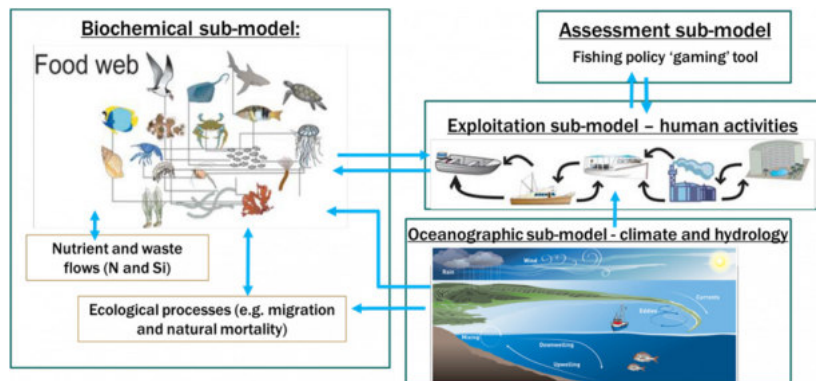 Biochemical sub-model:
Food web
Nutrient and waste
flows (N and Si)
Ecological processes (e.g. migration
and natural mortality)
Assessment sub-model
Fishing policy ‘gaming’ tool
Exploitation sub-model – human activities
Oceanographic sub-model - climate and hydrology
Wind
Rain
Currents
Eddies
Mixing
Downwelling
Upwelling